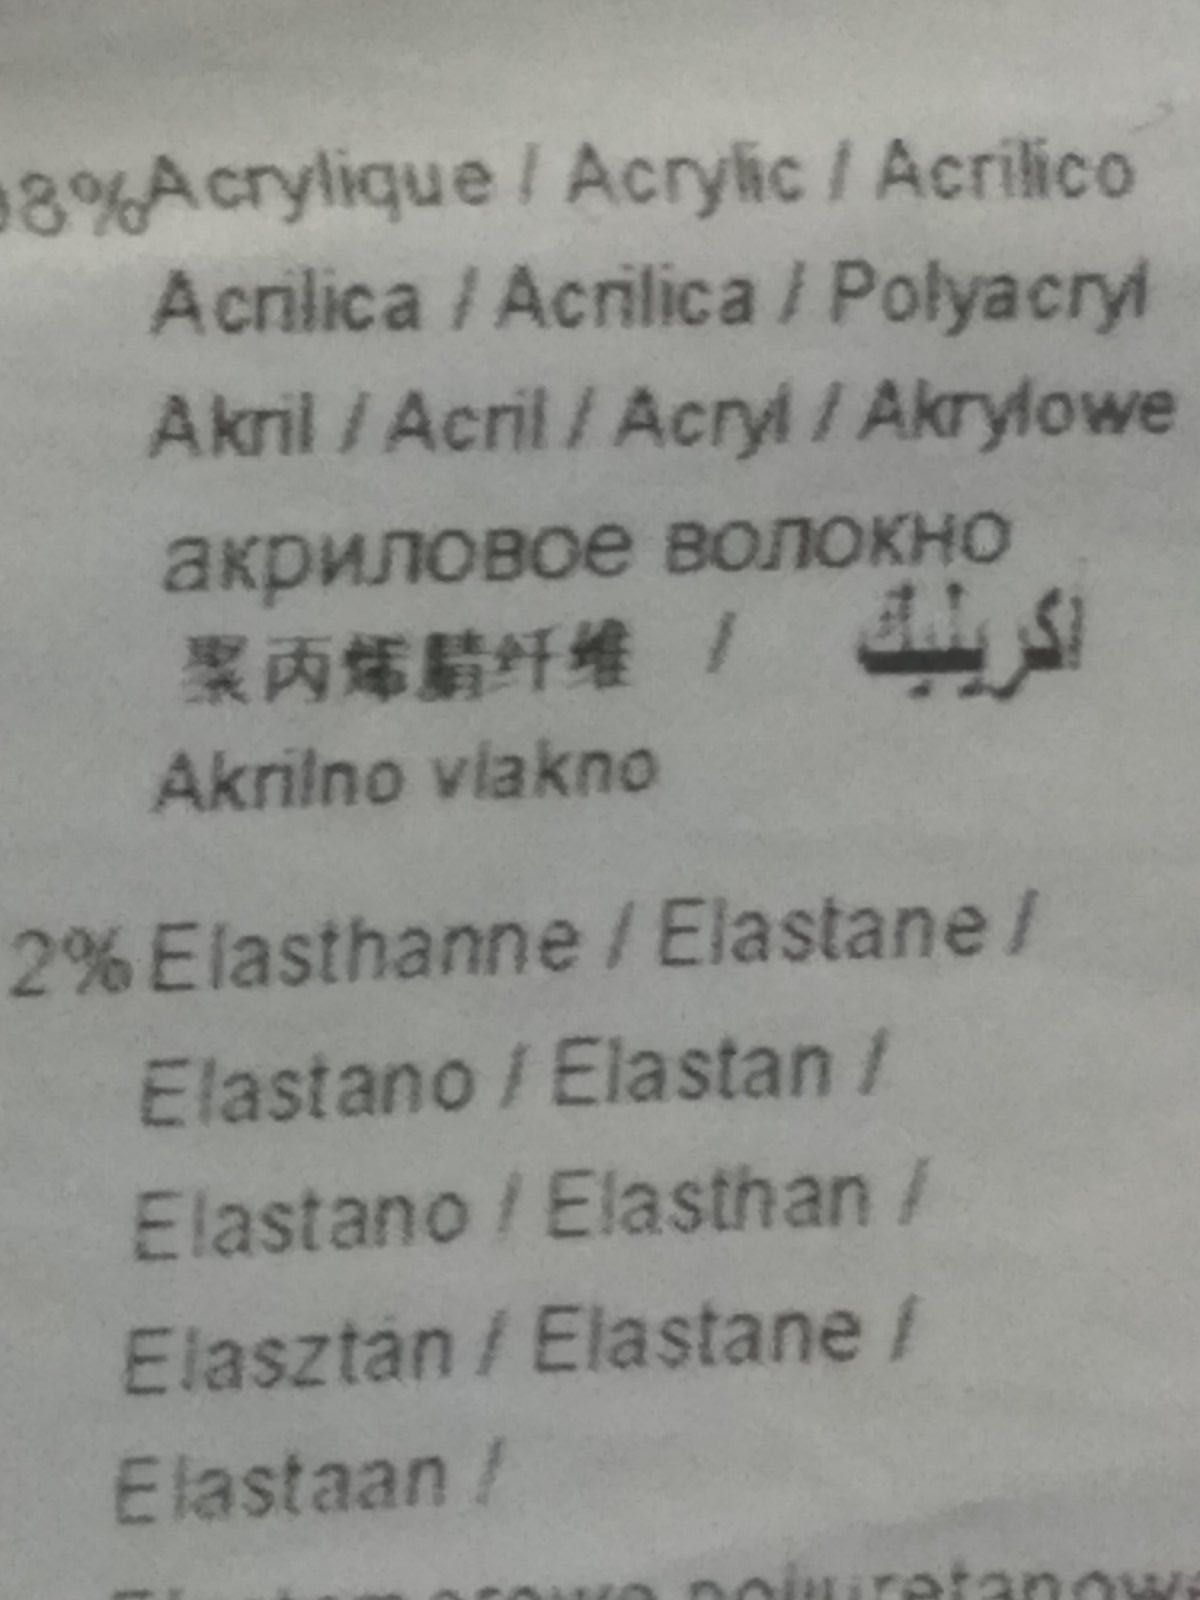 98% Acrylique / Acrylic / Acrilico
Acrilica / Acrilica / Polyacryl
Akril / Acril / Acryl / Akrylowe
акриловое волокно
聚丙烯腈纤维 / اكريليك
Akrilno vlakno
2% Elasthanne / Elastane /
Elastano / Elastan /
Elastano / Elasthan /
Elasztán / Elastane /
Elastaan /